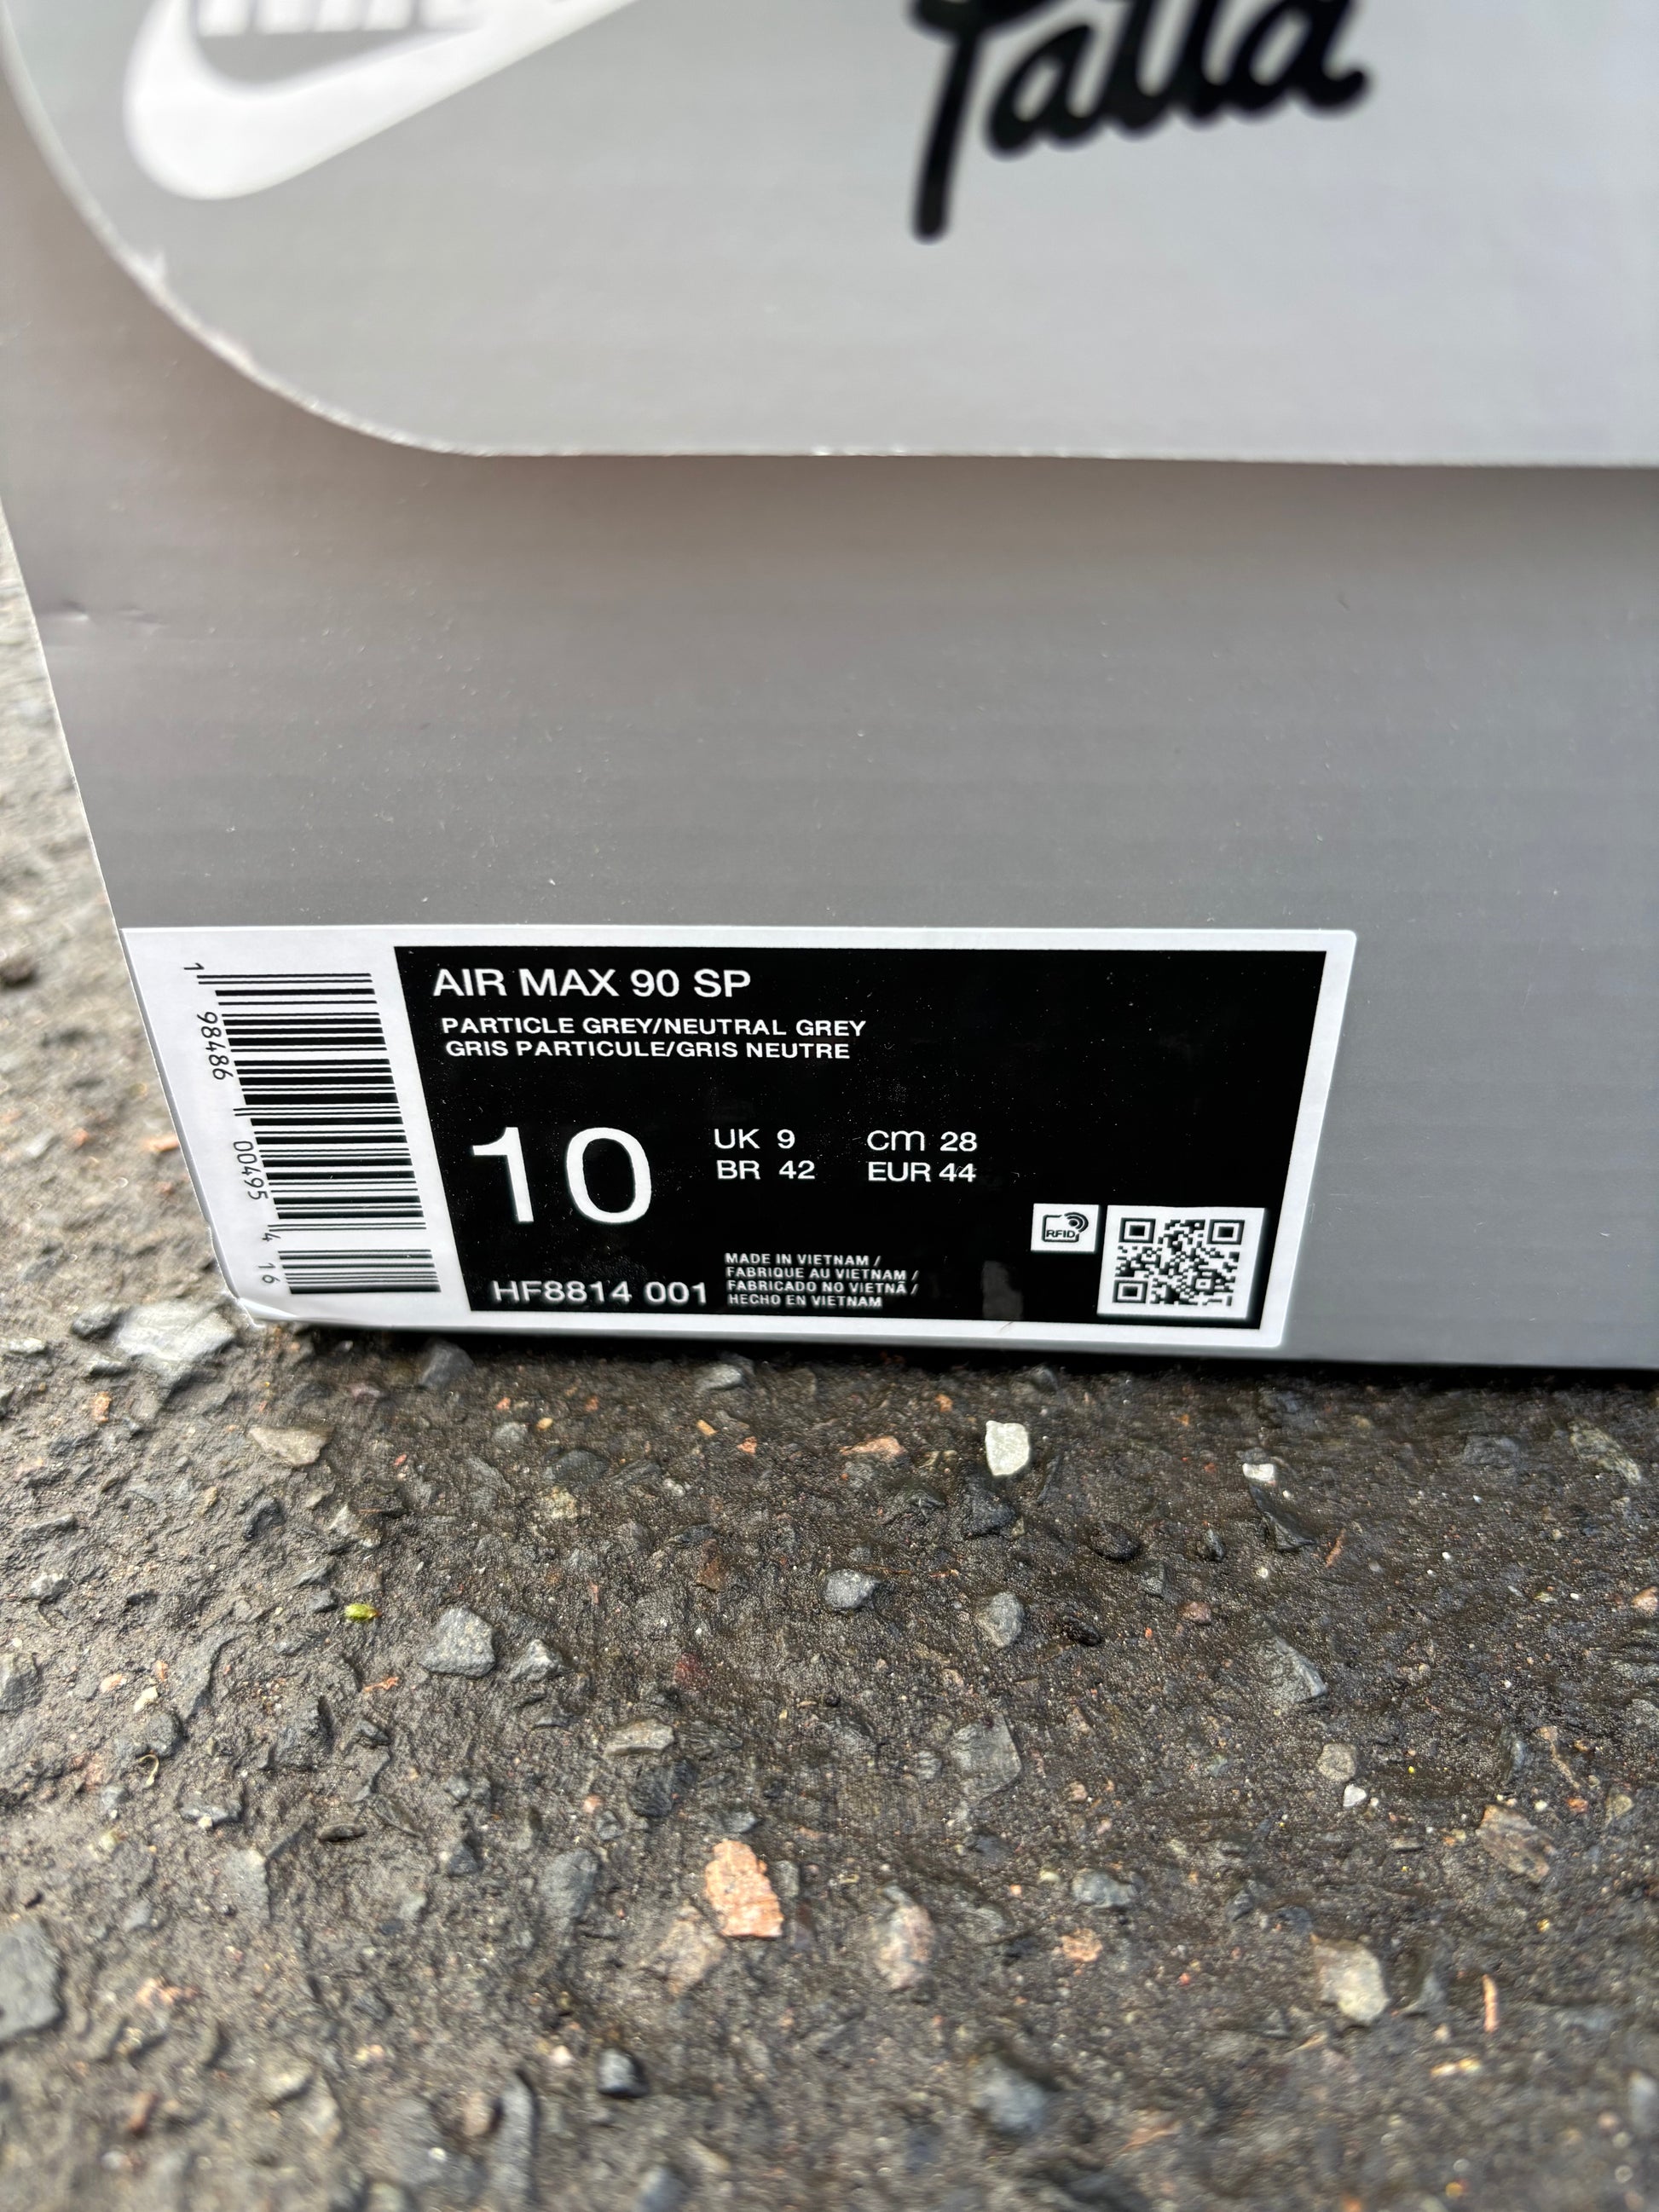 Patta
AIR MAX 90 SP
PARTICLE GREY/NEUTRAL GREY
GRIS PARTICULE/GRIS NEUTRE
10
UK 9 cm 28
BR 42 EUR 44
HF8814 001
MADE IN VIETNAM /
FABRIQUE AU VIETNAM /
FABRICADO NO VIETNÃ /
HECHO EN VIETNAM
RFID
1 98486 00495 4 16